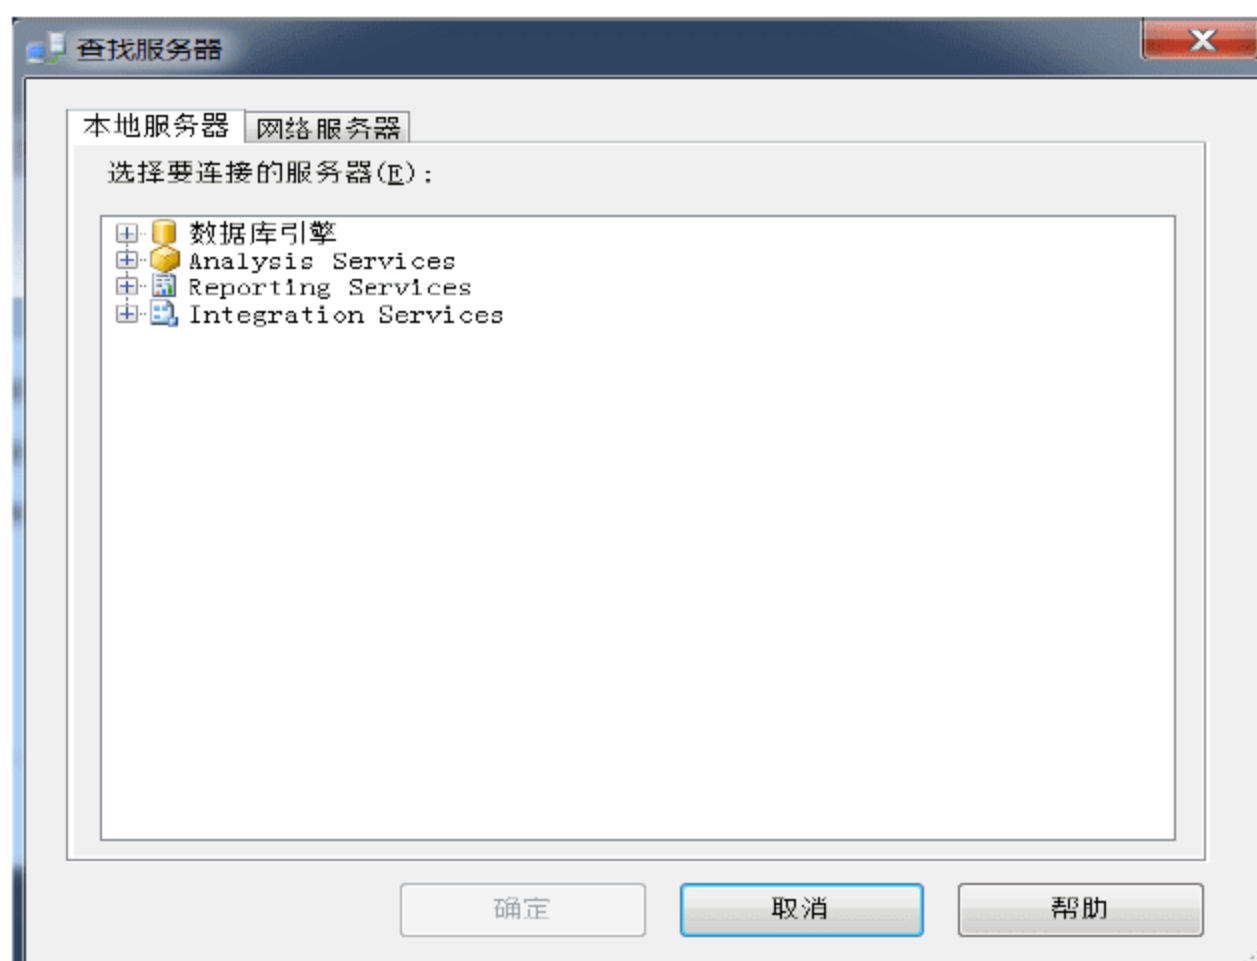 查找服务器
本地服务器 网络服务器
选择要连接的服务器(E):
数据库引擎
Analysis Services
Reporting Services
Integration Services
确定 取消 帮助